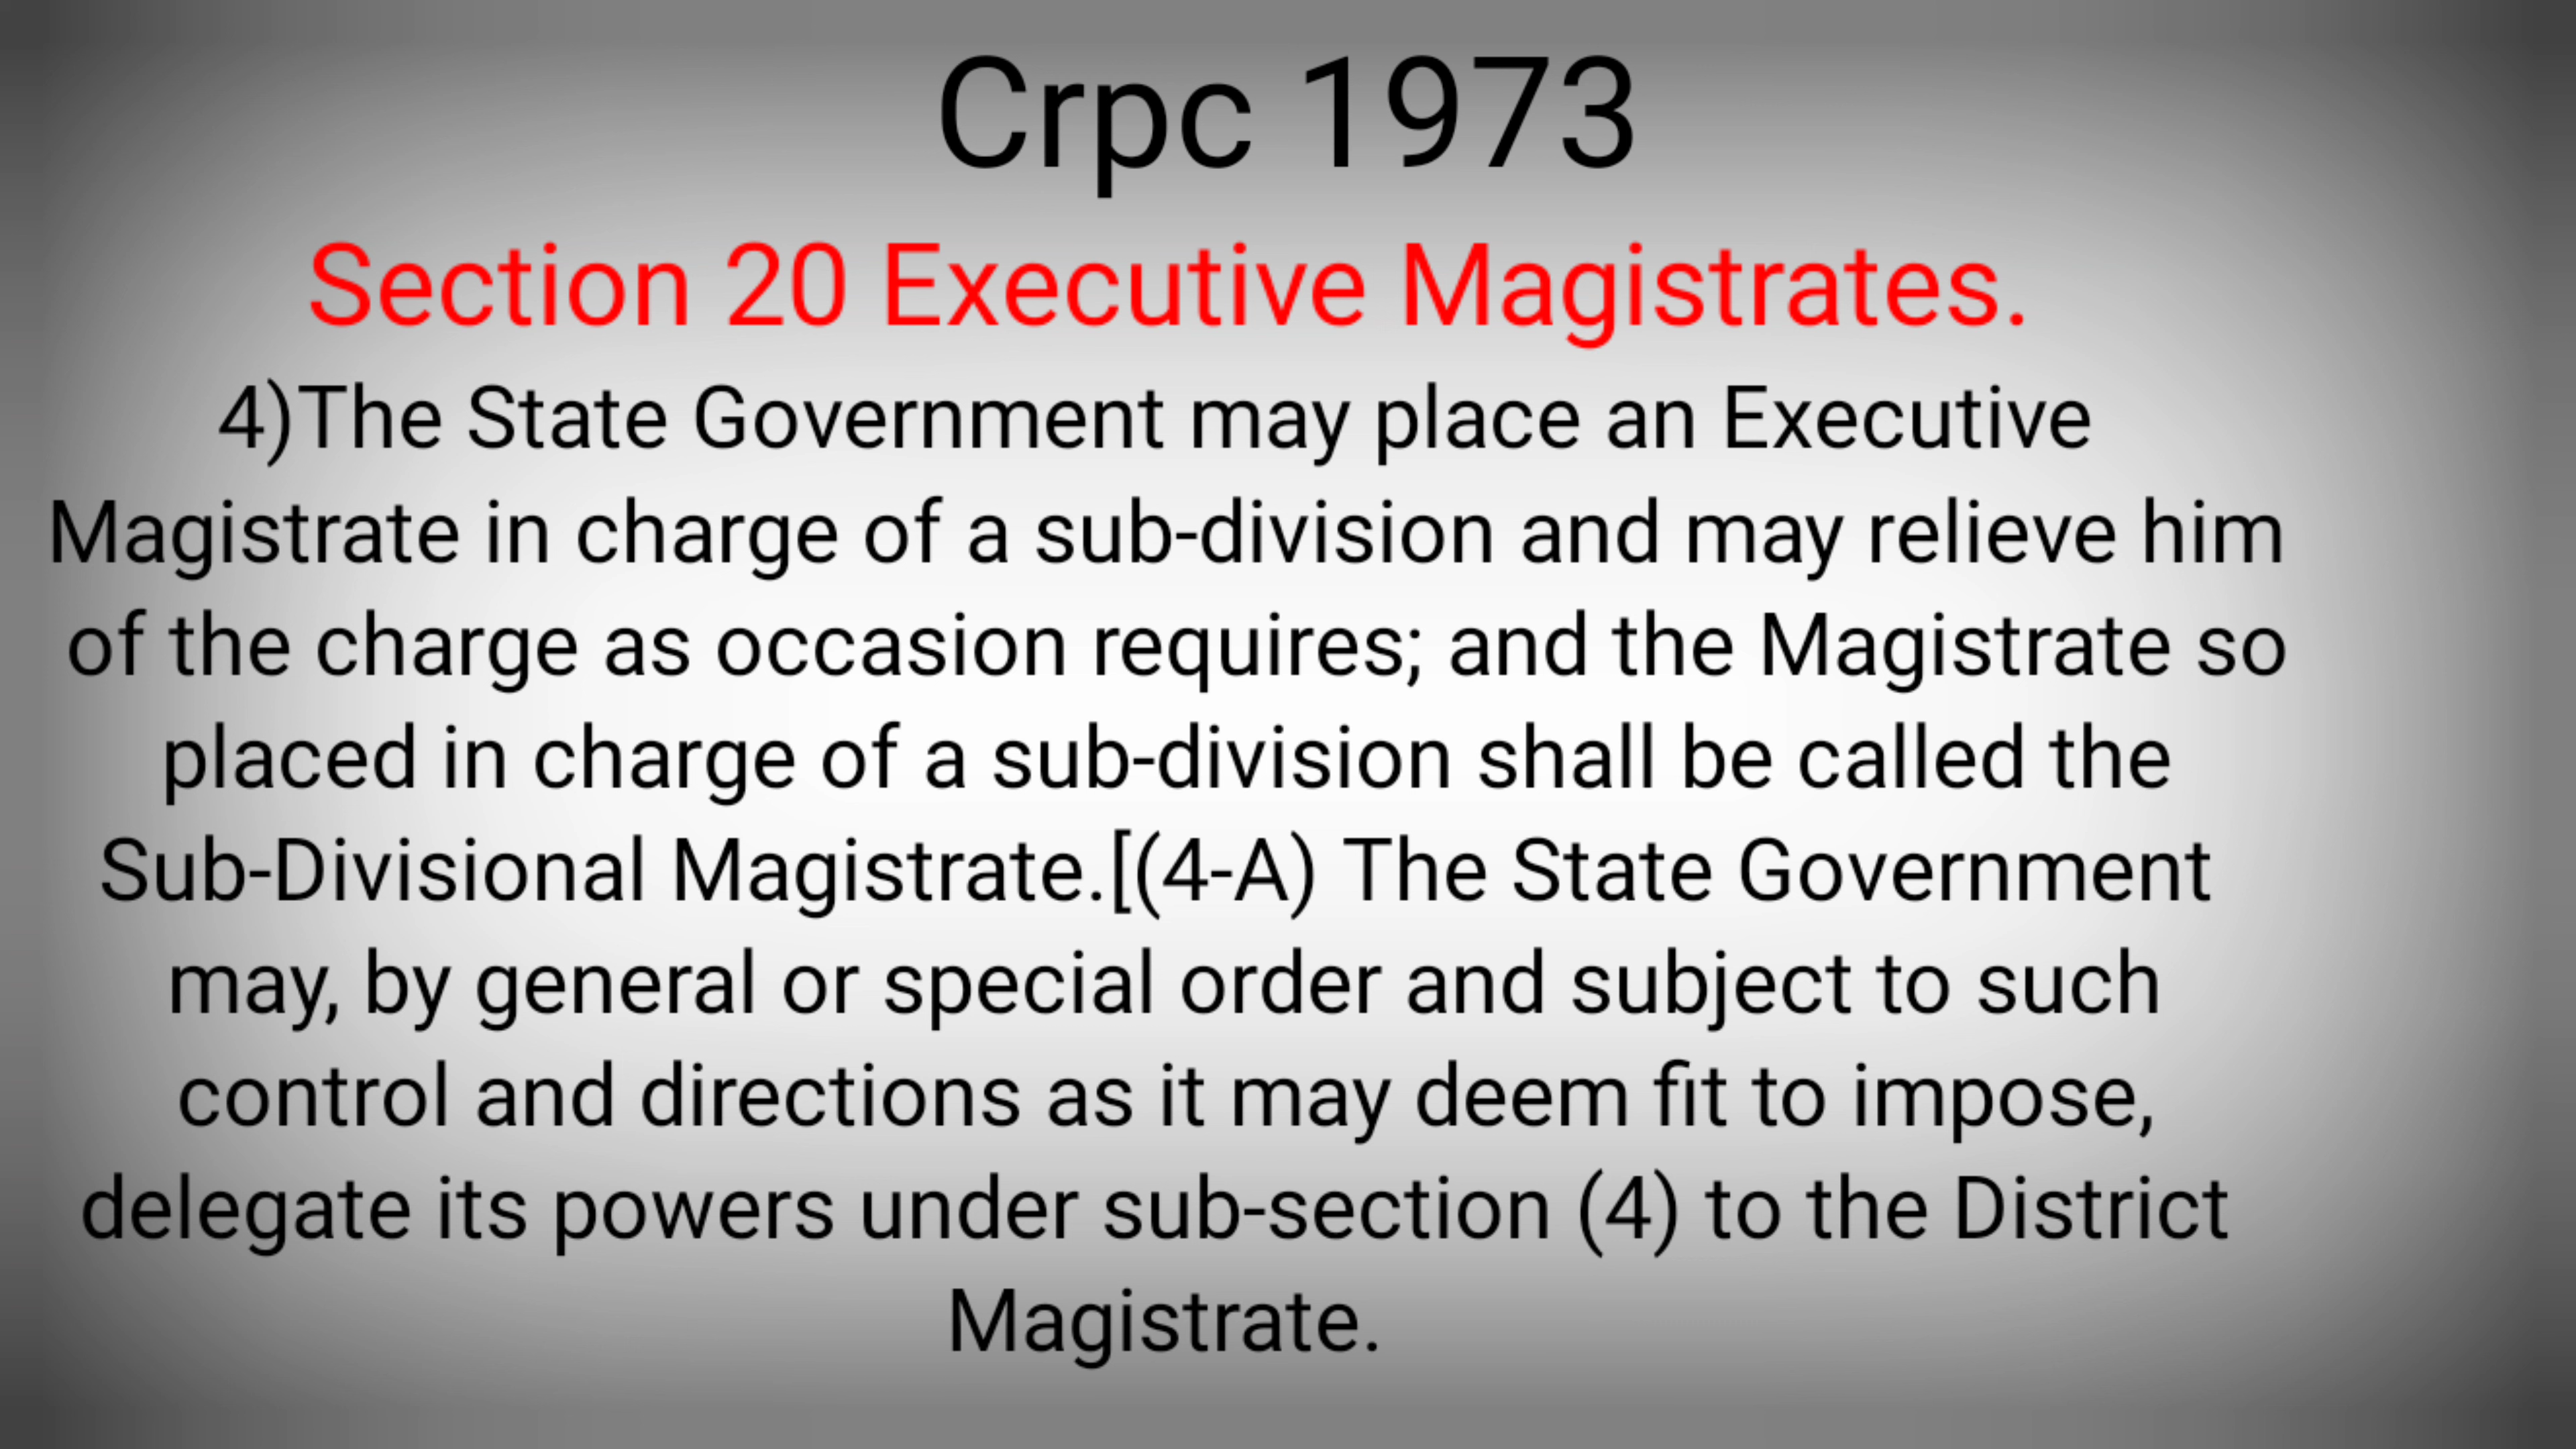 Crpc 1973
Section 20 Executive Magistrates.
4)The State Government may place an Executive
Magistrate in charge of a sub-division and may relieve him
of the charge as occasion requires; and the Magistrate so
placed in charge of a sub-division shall be called the
Sub-Divisional Magistrate.[(4-A) The State Government
may, by general or special order and subject to such
control and directions as it may deem fit to impose,
delegate its powers under sub-section (4) to the District
Magistrate.